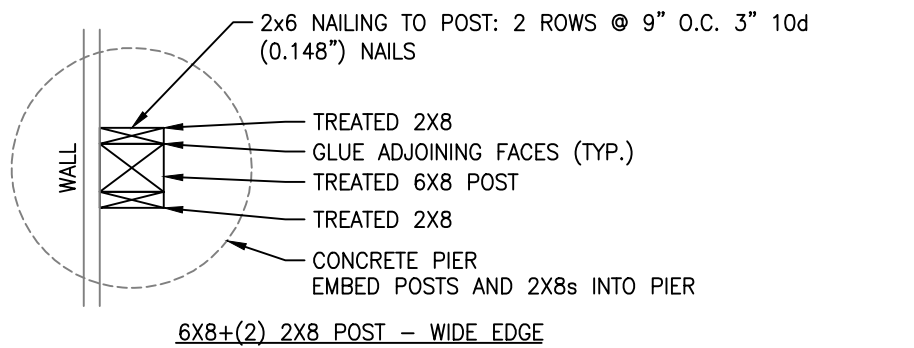 2x6 NAILING TO POST: 2 ROWS @ 9” O.C. 3” 10d
(0.148”) NAILS
TREATED 2X8
GLUE ADJOINING FACES (TYP.)
TREATED 6X8 POST
TREATED 2X8
WALL
CONCRETE PIER
EMBED POSTS AND 2X8s INTO PIER
6X8+(2) 2X8 POST – WIDE EDGE